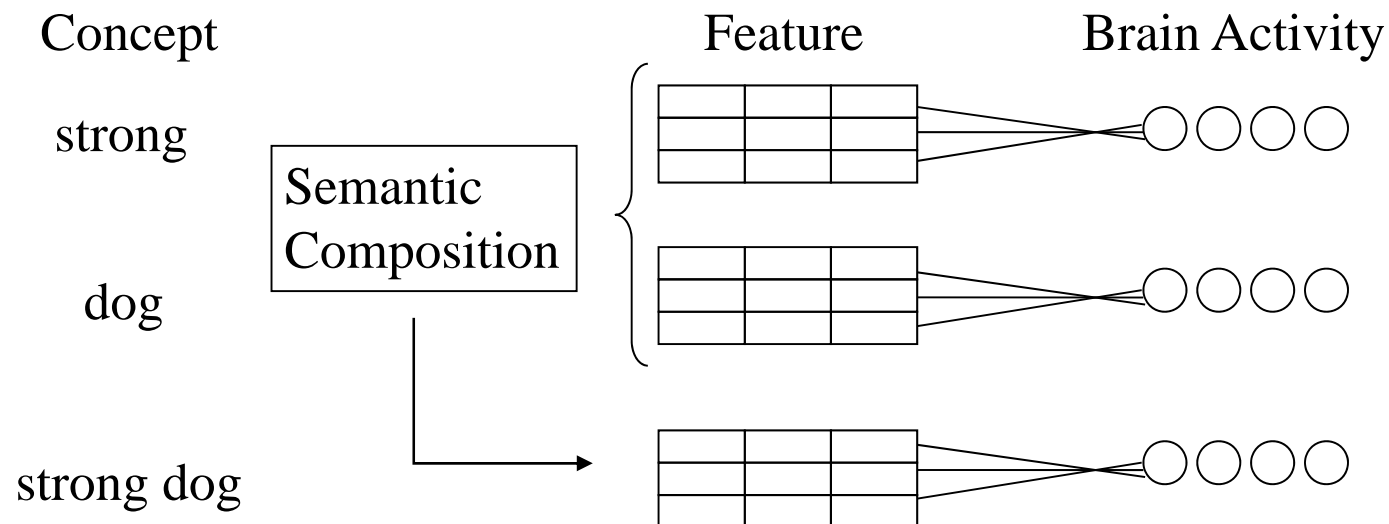 Concept
Feature
Brain Activity
strong
Semantic
Composition
dog
strong dog